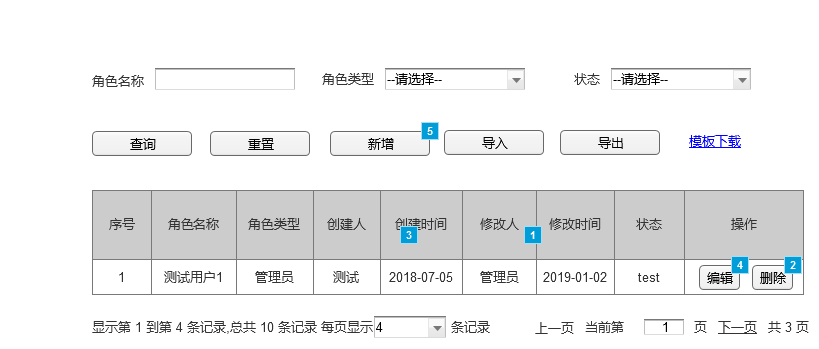 角色名称 角色类型 --请选择-- 状态 --请选择--
查询 重置 新增 5 导入 导出 模板下载
序号 角色名称 角色类型 创建人 创建时间 3 修改人 1 修改时间 状态 操作
1 测试用户1 管理员 测试 2018-07-05 管理员 2019-01-02 test 编辑 4 删除 2
显示第 1 到第 4 条记录,总共 10 条记录 每页显示 4 条记录 上一页 当前第 1 页 下一页 共 3 页